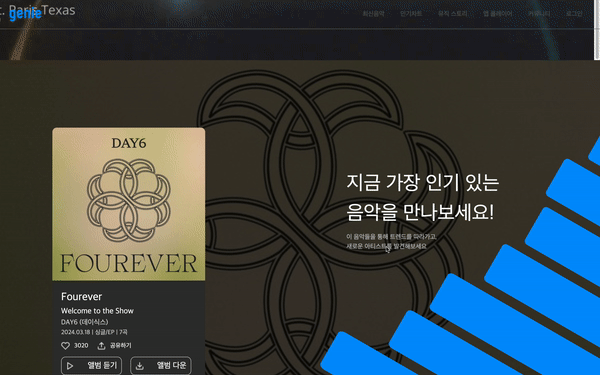 : Paris,Texas
genie
최신음악 인기차트 뮤직 스토리 앱 플레이어 커뮤니티 로그인
DAY6
FOUREVER
Fourever
Welcome to the Show
DAY6 (데이식스)
2024.03.18 | 싱글/EP | 7곡
3020 공유하기
앨범 듣기 앨범 다운
지금 가장 인기 있는
음악을 만나보세요!
이 음악들을 통해 트렌드를 따라가고,
새로운 아티스트를 발견해보세요